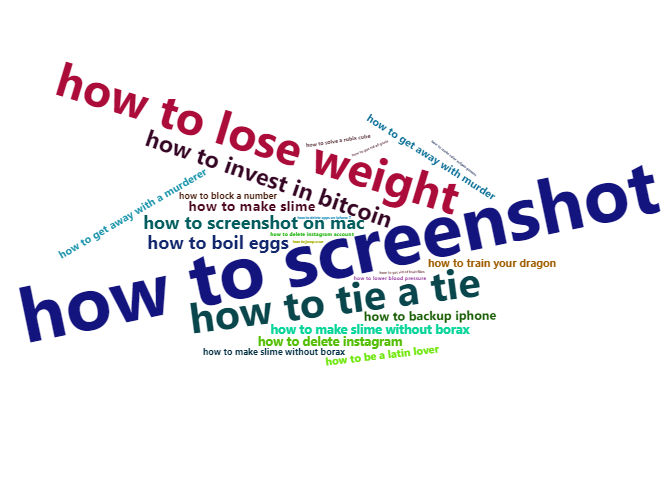 how to lose weight
how to solve a rubix cube
how to get away with murder
how to invest in bitcoin
how to get away with a murderer
how to block a number
how to make slime
how to screenshot on mac
how to delete instagram account
how to boil eggs
how to screenshot
how to train your dragon
how to lower blood pressure
how to tie a tie
how to backup iphone
how to make slime without borax
how to delete instagram
how to make slime without borax
how to be a latin lover